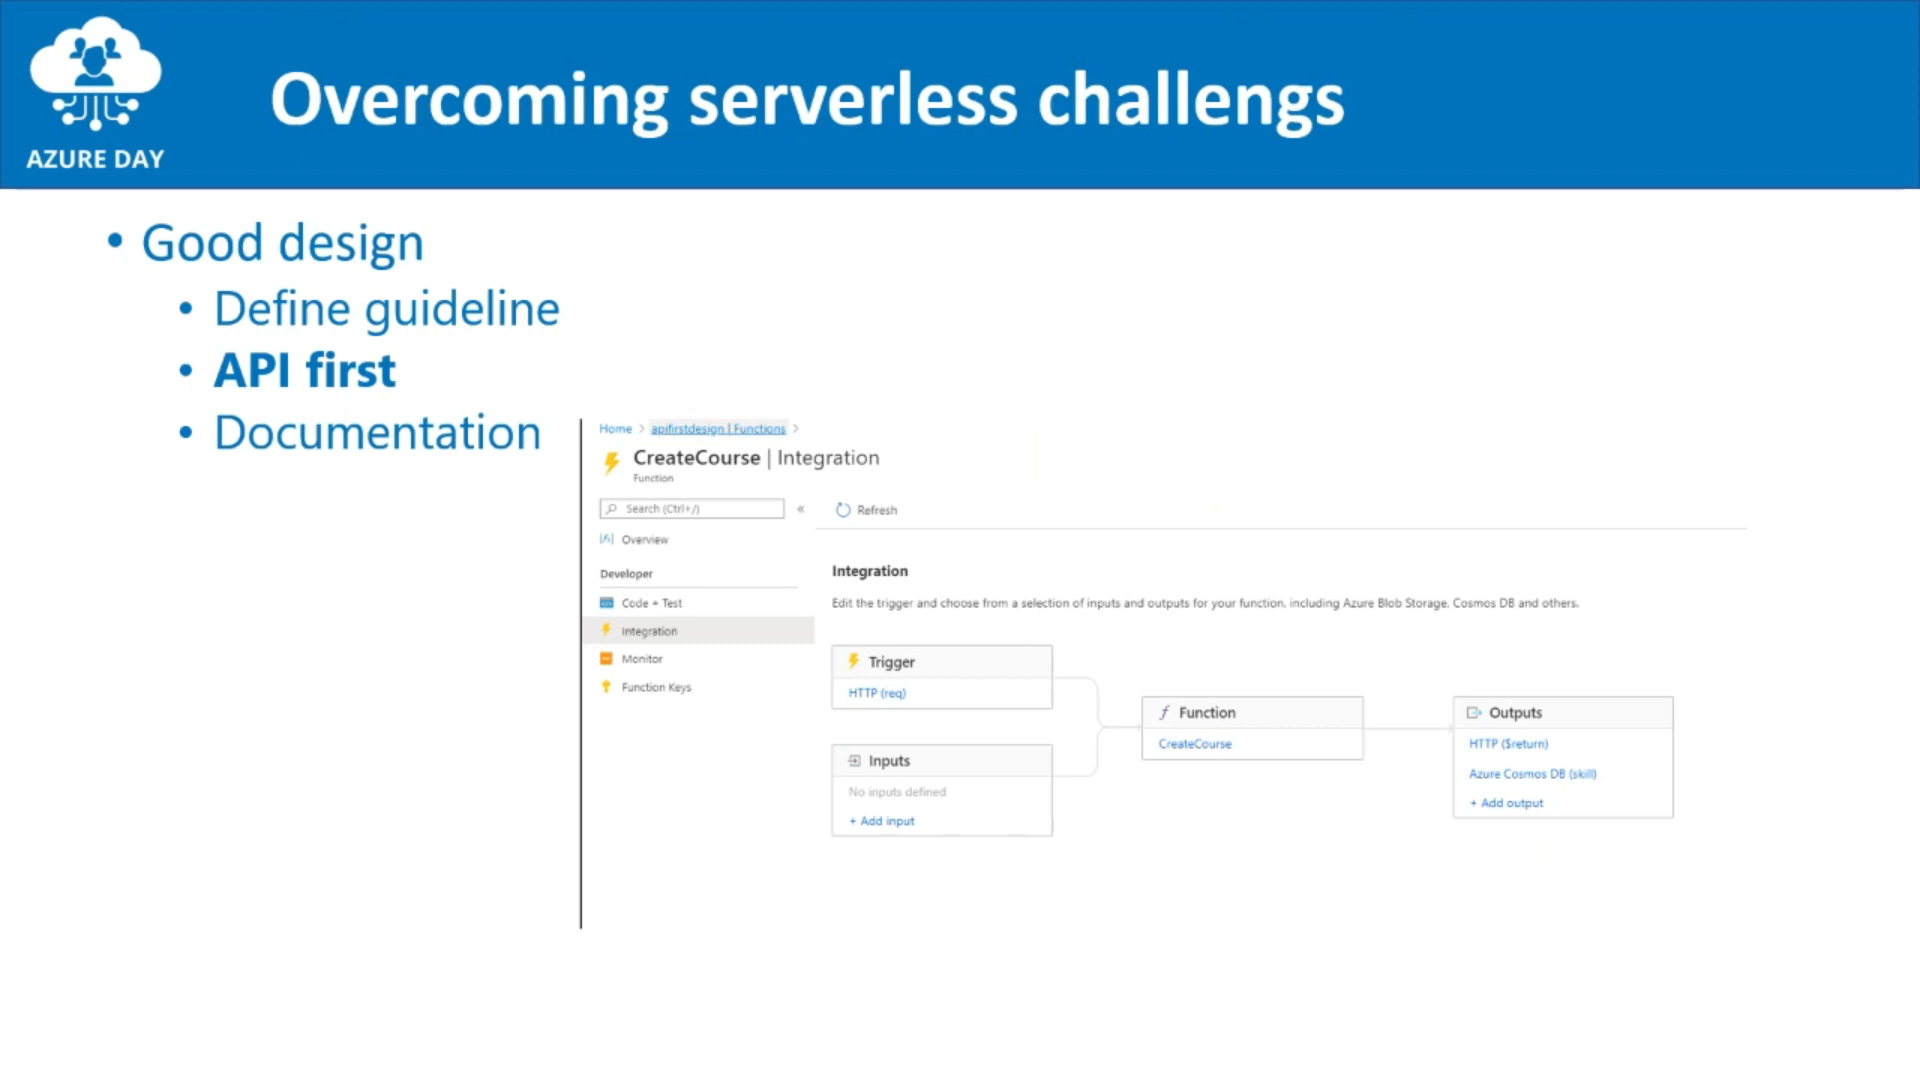 AZURE DAY
Overcoming serverless challengs
• Good design
• Define guideline
• API first
• Documentation
Home > apifirstdesign | Functions >
CreateCourse | Integration
Function
Search (Ctrl+/)
«
Refresh
Overview
Developer
Code + Test
Integration
Monitor
Function Keys
Integration
Edit the trigger and choose from a selection of inputs and outputs for your function, including Azure Blob Storage, Cosmos DB and others.
Trigger
HTTP (req)
Inputs
No inputs defined
+ Add input
Function
CreateCourse
Outputs
HTTP ($return)
Azure Cosmos DB (skill)
+ Add output